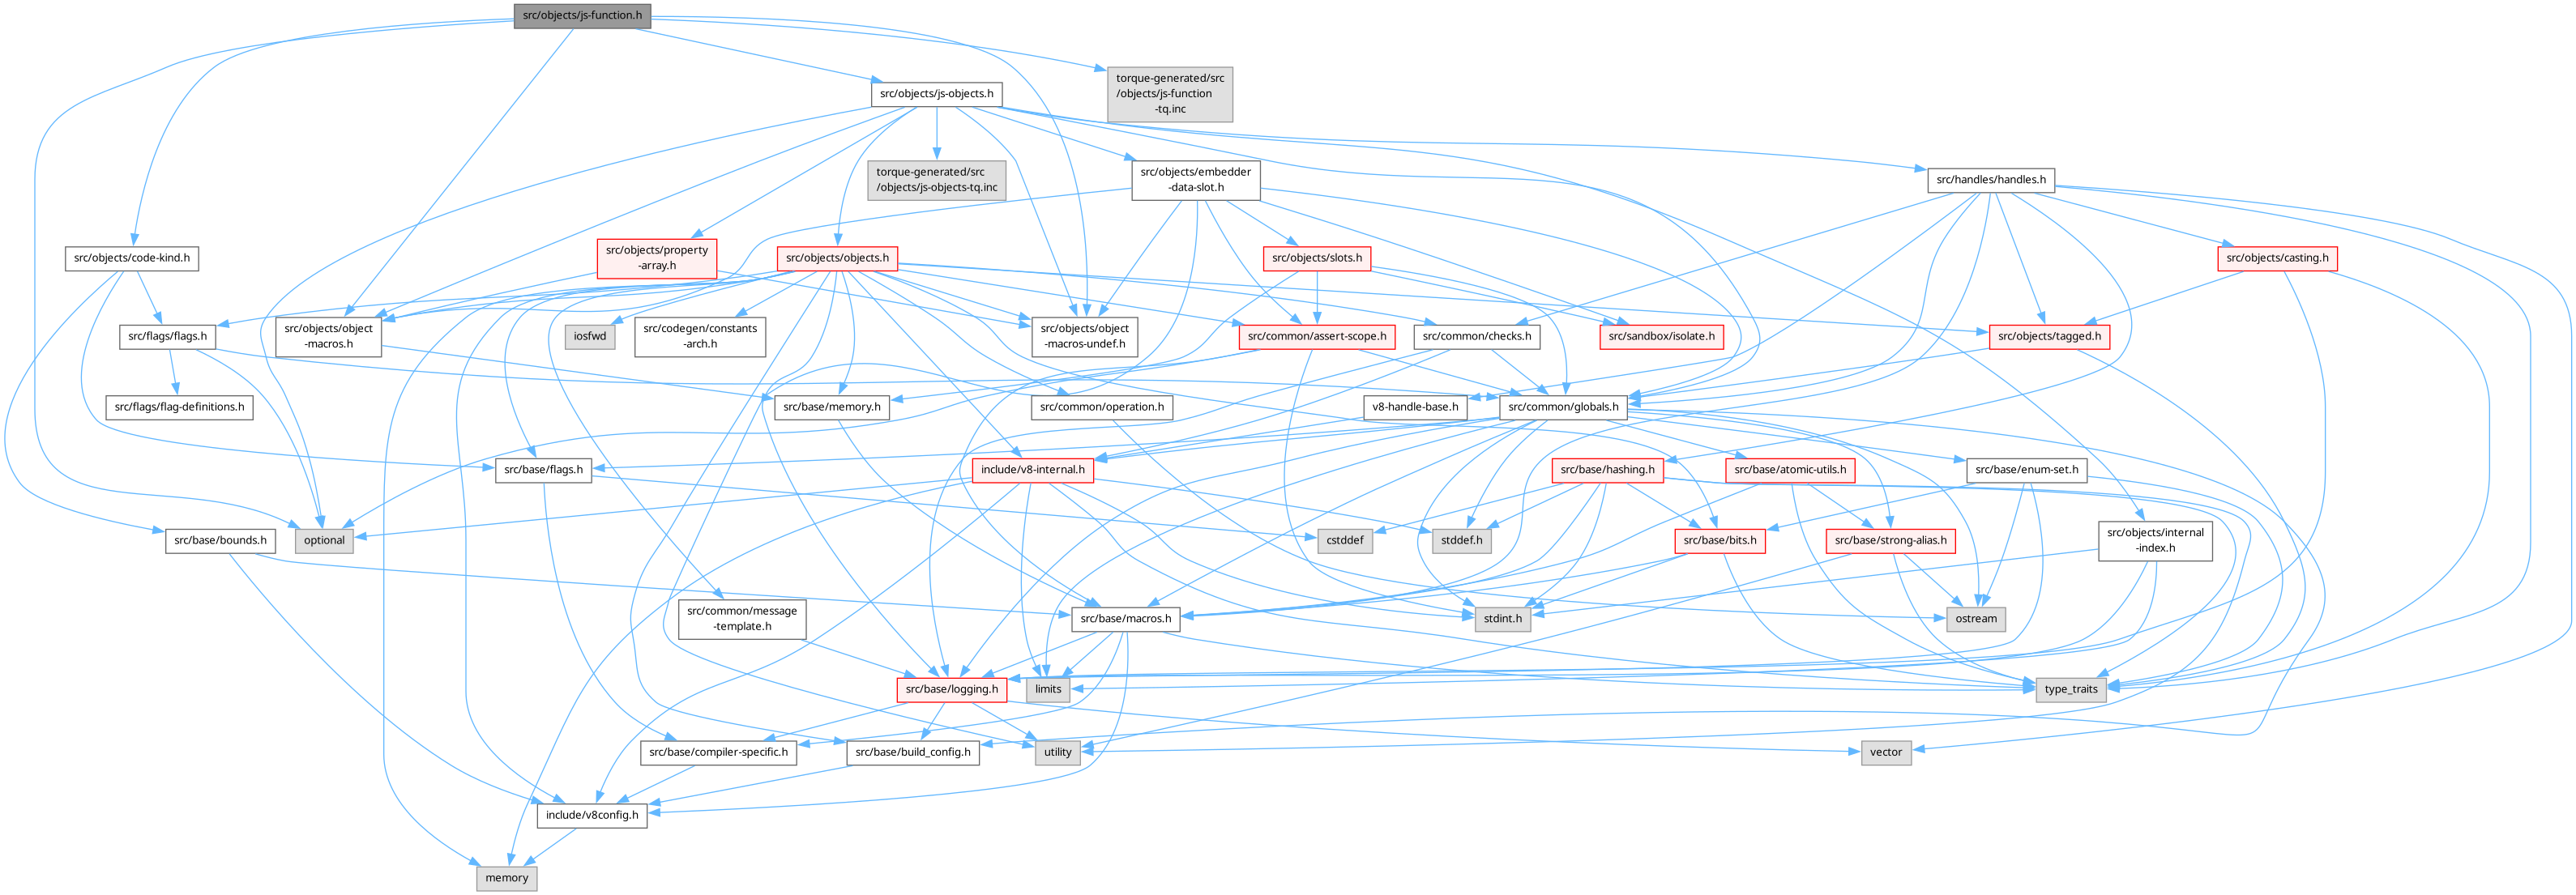 src/objects/js-function.h
torque-generated/src
/objects/js-function
-tq.inc
src/objects/js-objects.h
torque-generated/src
/objects/js-objects-tq.inc
src/objects/embedder
-data-slot.h
src/handles/handles.h
src/objects/code-kind.h
src/objects/property
-array.h
src/objects/objects.h
src/objects/slots.h
src/objects/casting.h
src/flags/flags.h
src/objects/object
-macros.h
iosfwd
src/codegen/constants
-arch.h
src/objects/object
-macros-undef.h
src/common/assert-scope.h
src/common/checks.h
src/sandbox/isolate.h
src/objects/tagged.h
src/flags/flag-definitions.h
src/base/memory.h
src/common/operation.h
v8-handle-base.h
src/common/globals.h
src/base/flags.h
include/v8-internal.h
src/base/hashing.h
src/base/atomic-utils.h
src/base/enum-set.h
src/base/bounds.h
optional
cstddef
stddef.h
src/base/bits.h
src/base/strong-alias.h
src/objects/internal
-index.h
src/common/message
-template.h
src/base/macros.h
stdint.h
ostream
src/base/logging.h
limits
type_traits
src/base/compiler-specific.h
src/base/build_config.h
utility
vector
include/v8config.h
memory